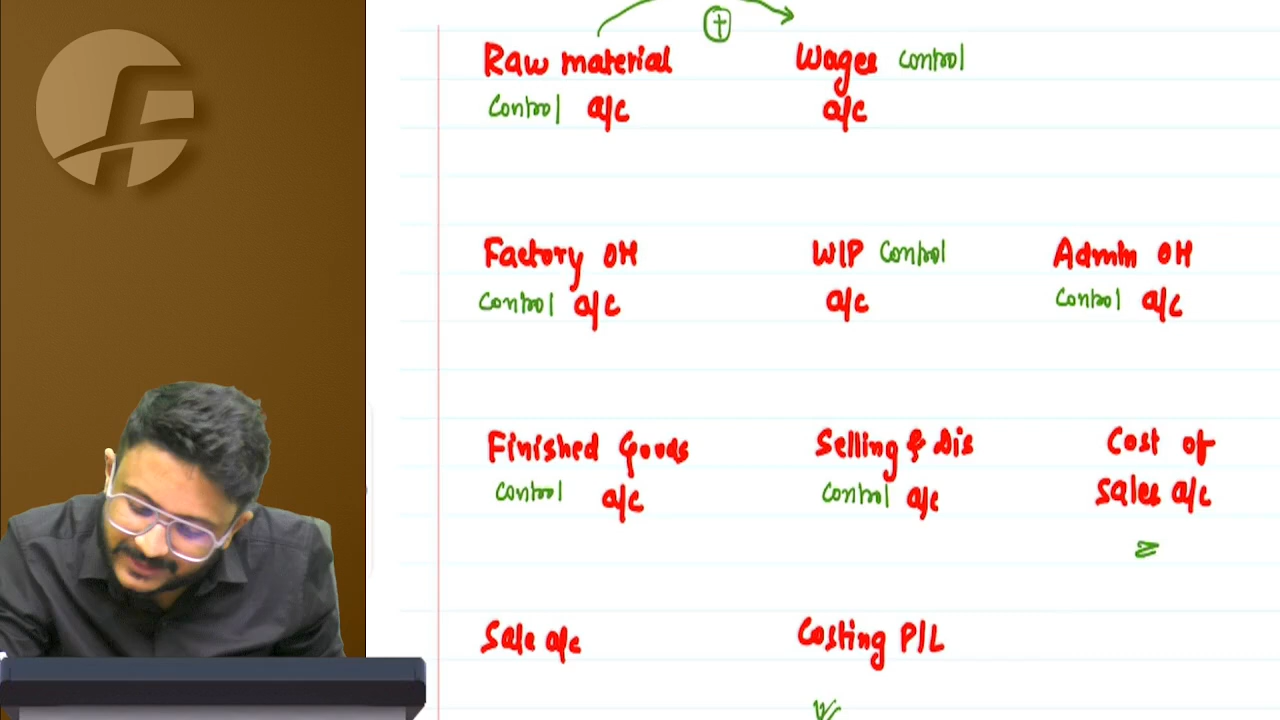 Raw material
Control a/c
Wages control
a/c
Factory OH
Control a/c
WIP Control
a/c
Admin OH
Control a/c
Finished Goods
Control a/c
Selling & Dis
Control a/c
Cost of
Sales a/c
Sale a/c
Costing P/L